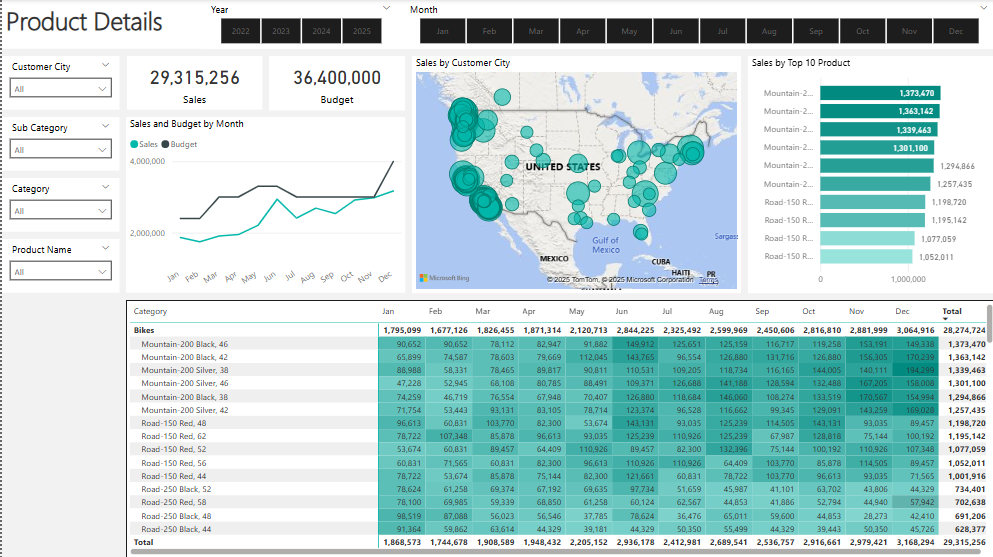 Product Details
Year
2022 2023 2024 2025
Month
Jan Feb Mar Apr May Jun Jul Aug Sep Oct Nov Dec
Customer City
All
Sub Category
All
Category
All
Product Name
All
29,315,256
Sales
36,400,000
Budget
Sales and Budget by Month
Sales Budget
4,000,000
2,000,000
Jan Feb Mar Apr May Jun Jul Aug Sep Oct Nov Dec
Sales by Customer City
UNITED STATES
Gulf of
Mexico
Sargass
MEXICO
CUBA
HAITI
PR
Microsoft Bing
© 2025 TomTom, © 2025 Microsoft Corporation Terms
Sales by Top 10 Product
Mountain-2... 1,373,470
Mountain-2... 1,363,142
Mountain-2... 1,339,463
Mountain-2... 1,301,100
Mountain-2... 1,294,866
Mountain-2... 1,257,435
Road-150 R... 1,198,720
Road-150 R... 1,195,142
Road-150 R... 1,077,059
Road-150 R... 1,052,011
0 1,000,000
Category Jan Feb Mar Apr May Jun Jul Aug Sep Oct Nov Dec Total
Bikes 1,795,099 1,677,126 1,826,455 1,871,314 2,120,713 2,844,225 2,325,492 2,599,969 2,450,606 2,816,810 2,881,999 3,064,916 28,274,724
Mountain-200 Black, 46 90,652 90,652 78,112 82,947 91,882 149,912 125,651 125,159 116,717 119,258 153,191 149,338 1,373,470
Mountain-200 Black, 42 65,899 74,587 78,603 79,669 112,045 143,765 96,554 126,880 131,716 126,880 156,305 170,239 1,363,142
Mountain-200 Silver, 38 88,988 58,331 78,465 89,817 90,811 110,531 109,205 118,734 116,165 144,005 140,111 194,299 1,339,463
Mountain-200 Silver, 46 47,228 52,945 68,108 80,785 88,491 109,371 126,688 141,188 128,594 132,488 167,205 158,008 1,301,100
Mountain-200 Black, 38 74,259 46,719 76,554 67,948 70,407 126,880 118,684 146,060 108,274 133,519 170,567 154,994 1,294,866
Mountain-200 Silver, 42 71,754 53,443 93,131 83,105 78,714 123,374 96,528 116,662 99,345 129,091 143,259 169,028 1,257,435
Road-150 Red, 48 96,613 60,831 103,770 82,300 53,674 143,131 93,035 125,239 114,505 143,131 93,035 89,457 1,198,720
Road-150 Red, 62 78,722 107,348 85,878 96,613 93,035 125,239 110,926 125,239 67,987 128,818 75,144 100,192 1,195,142
Road-150 Red, 52 53,674 60,831 89,457 64,409 110,926 89,457 82,300 132,396 75,144 100,192 110,926 107,348 1,077,059
Road-150 Red, 56 60,831 71,565 60,831 82,300 96,613 110,926 110,926 64,409 103,770 85,878 114,505 89,457 1,052,011
Road-150 Red, 44 78,722 53,674 85,878 75,144 82,300 121,661 60,831 78,722 103,770 96,613 93,035 71,565 1,001,916
Road-250 Black, 52 78,624 61,258 69,374 67,192 69,635 97,734 51,659 45,987 41,101 63,702 43,806 44,329 734,401
Road-250 Red, 58 78,100 69,985 59,339 68,850 61,258 60,124 62,567 44,853 41,886 52,794 44,940 57,942 702,638
Road-250 Black, 48 98,519 87,088 56,023 56,546 37,785 78,624 36,476 65,011 59,600 44,853 28,273 42,410 691,206
Road-250 Black, 44 91,364 59,862 63,614 44,329 39,181 44,329 50,350 55,499 44,329 39,443 50,350 45,726 628,377
Total 1,868,573 1,744,678 1,908,589 1,948,432 2,205,152 2,936,178 2,412,981 2,689,541 2,536,757 2,916,661 2,979,421 3,168,294 29,315,256